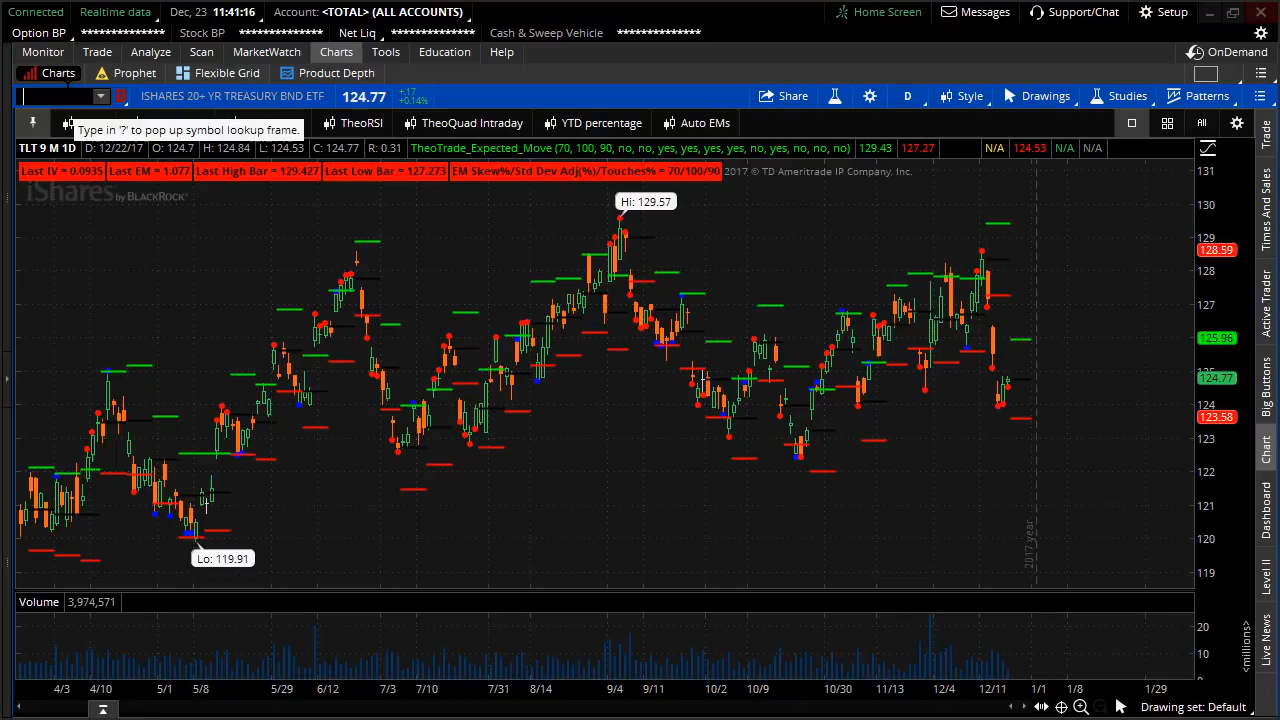 Connected Realtime data Dec, 23 11:41:16 Account: <TOTAL> (ALL ACCOUNTS) Home Screen Messages Support/Chat Setup
Option BP ************** Stock BP ************** Net Liq ************** Cash & Sweep Vehicle **************
Monitor Trade Analyze Scan MarketWatch Charts Tools Education Help OnDemand
Charts Prophet Flexible Grid Product Depth
ISHARES 20+ YR TREASURY BND ETF 124.77 +.17 +0.14% Share D Style Drawings Studies Patterns
Type in '?' to pop up symbol lookup frame. TheoRSI TheoQuad Intraday YTD percentage Auto EMs All
TLT 9 M 1D D: 12/22/17 O: 124.7 H: 124.84 L: 124.53 C: 124.77 R: 0.31 TheoTrade_Expected_Move (70, 100, 90, no, no, yes, yes, yes, yes, no, yes, no, no) 129.43 127.27 N/A 124.53 N/A N/A
Last IV = 0.0935 Last EM = 1.077 Last High Bar = 129.427 Last Low Bar = 127.273 EM Skew%/Std Dev Adj(%)/Touches% = 70/100/90 2017 © TD Ameritrade IP Company, Inc.
iShares by BLACKROCK
Hi: 129.57
Lo: 119.91
131
130
129
128.59
128
127
126
125.96
125
124.77
124
123.58
123
122
121
120
119
2017 year
Volume 3,974,571
20
10
0
<millions>
4/3 4/10 5/1 5/8 5/29 6/12 7/3 7/10 7/31 8/14 9/4 9/11 10/2 10/9 10/30 11/13 12/4 12/11 1/1 1/8 1/29
Drawing set: Default
Trade
Times And Sales
Active Trader
Big Buttons
Chart
Dashboard
Level II
Live News